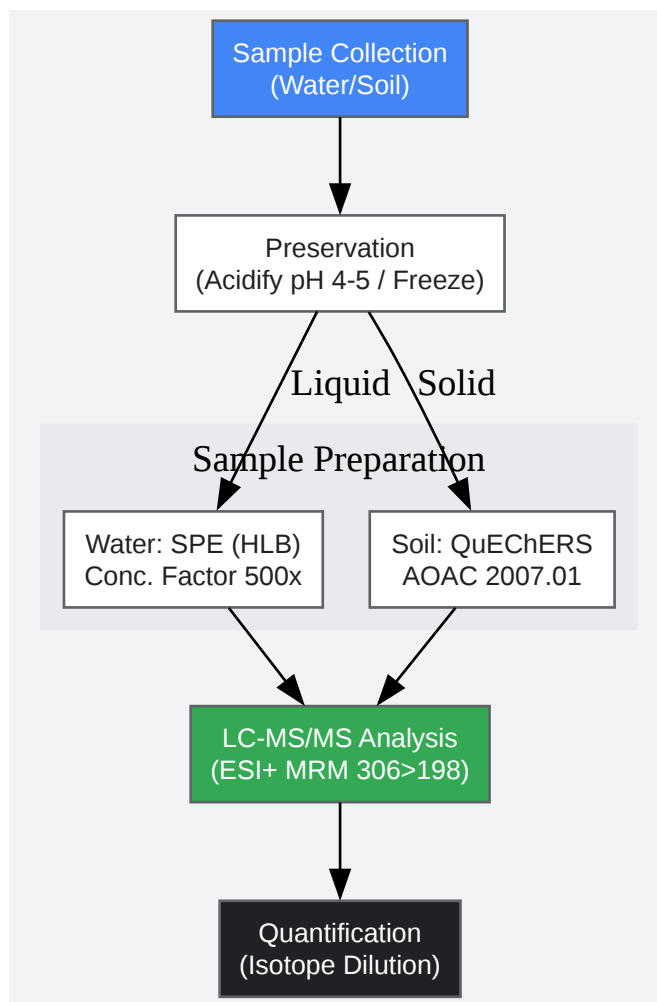 Sample Collection
(Water/Soil)
Preservation
(Acidify pH 4-5 / Freeze)
Liquid
Solid
Sample Preparation
Water: SPE (HLB)
Conc. Factor 500x
Soil: QuEChERS
AOAC 2007.01
LC-MS/MS Analysis
(ESI+ MRM 306>198)
Quantification
(Isotope Dilution)